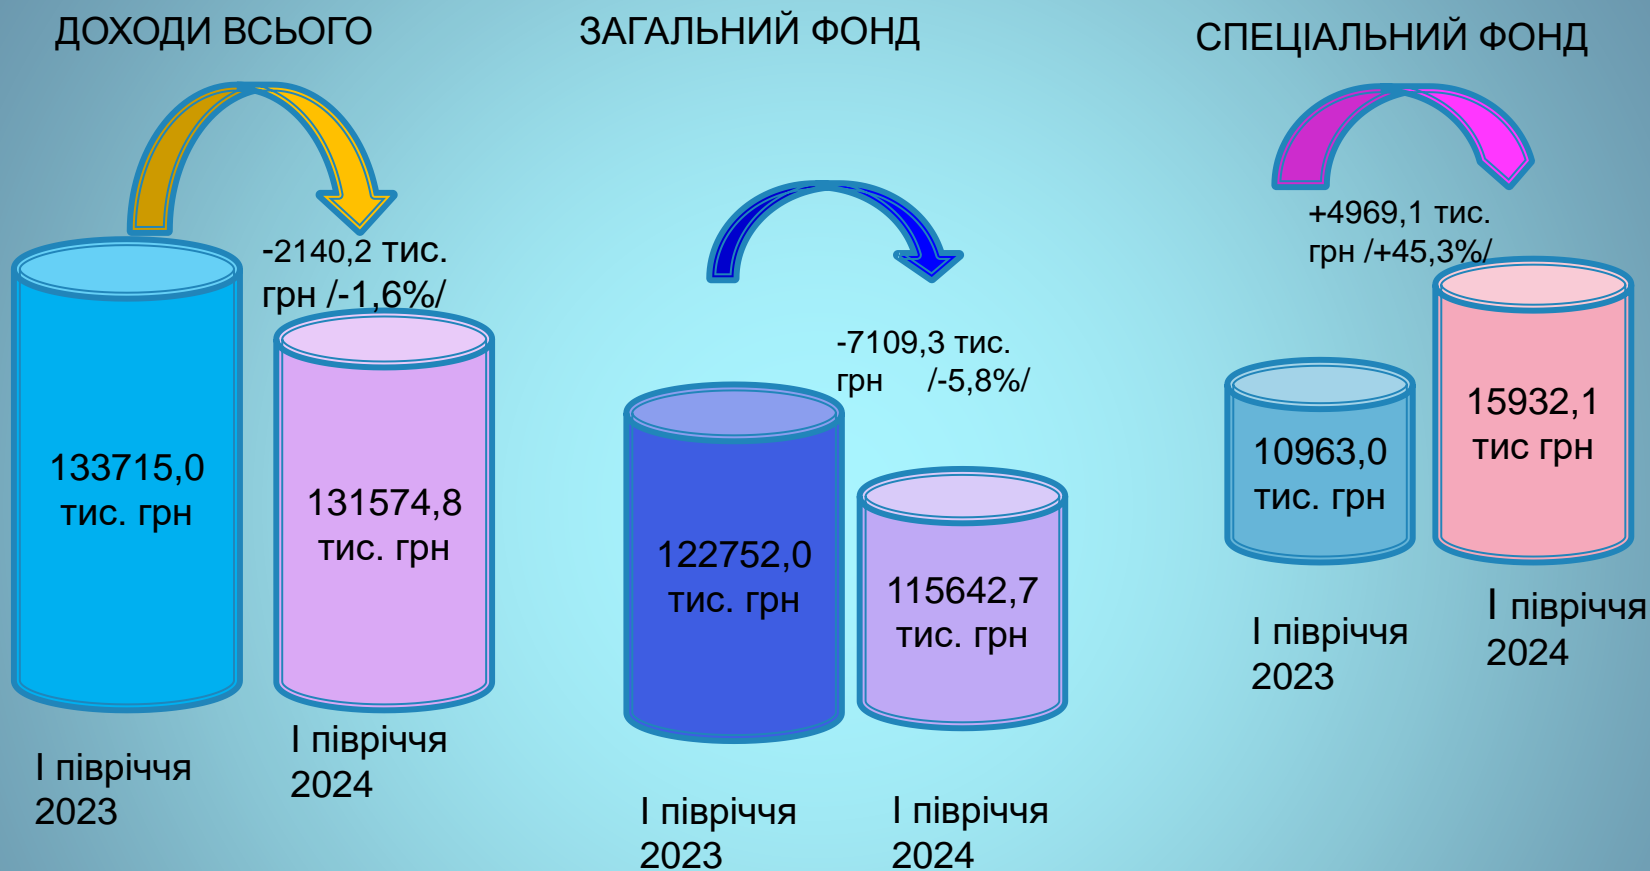 ДОХОДИ ВСЬОГО
-2140,2 тис.
грн /-1,6%/
133715,0
тис. грн
131574,8
тис. грн
І півріччя
2023
І півріччя
2024
ЗАГАЛЬНИЙ ФОНД
-7109,3 тис.
грн /-5,8%/
122752,0
тис. грн
115642,7
тис. грн
І півріччя
2023
І півріччя
2024
СПЕЦІАЛЬНИЙ ФОНД
+4969,1 тис.
грн /+45,3%/
10963,0
тис. грн
15932,1
тис грн
І півріччя
2023
І півріччя
2024